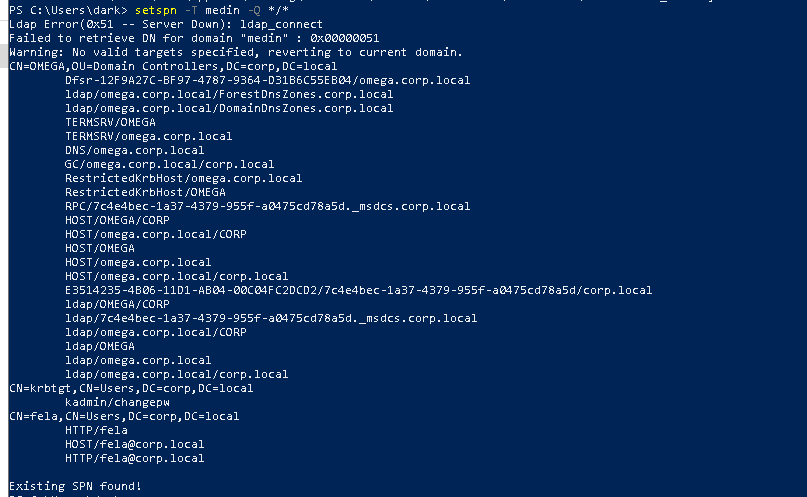 PS C:\Users\dark> setspn -T medin -Q */*
Ldap Error(0x51 -- Server Down): ldap_connect
Failed to retrieve DN for domain "medin" : 0x00000051
Warning: No valid targets specified, reverting to current domain.
CN=OMEGA,OU=Domain Controllers,DC=corp,DC=local
Dfsr-12F9A27C-BF97-4787-9364-D31B6C55EB04/omega.corp.local
ldap/omega.corp.local/ForestDnsZones.corp.local
ldap/omega.corp.local/DomainDnsZones.corp.local
TERMSRV/OMEGA
TERMSRV/omega.corp.local
DNS/omega.corp.local
GC/omega.corp.local/corp.local
RestrictedKrbHost/omega.corp.local
RestrictedKrbHost/OMEGA
RPC/7c4e4bec-1a37-4379-955f-a0475cd78a5d._msdcs.corp.local
HOST/OMEGA/CORP
HOST/omega.corp.local/CORP
HOST/OMEGA
HOST/omega.corp.local
HOST/omega.corp.local/corp.local
E3514235-4B06-11D1-AB04-00C04FC2DCD2/7c4e4bec-1a37-4379-955f-a0475cd78a5d/corp.local
ldap/OMEGA/CORP
ldap/7c4e4bec-1a37-4379-955f-a0475cd78a5d._msdcs.corp.local
ldap/omega.corp.local/CORP
ldap/OMEGA
ldap/omega.corp.local
ldap/omega.corp.local/corp.local
CN=krbtgt,CN=Users,DC=corp,DC=local
kadmin/changepw
CN=fela,CN=Users,DC=corp,DC=local
HTTP/fela
HOST/fela@corp.local
HTTP/fela@corp.local
Existing SPN found!